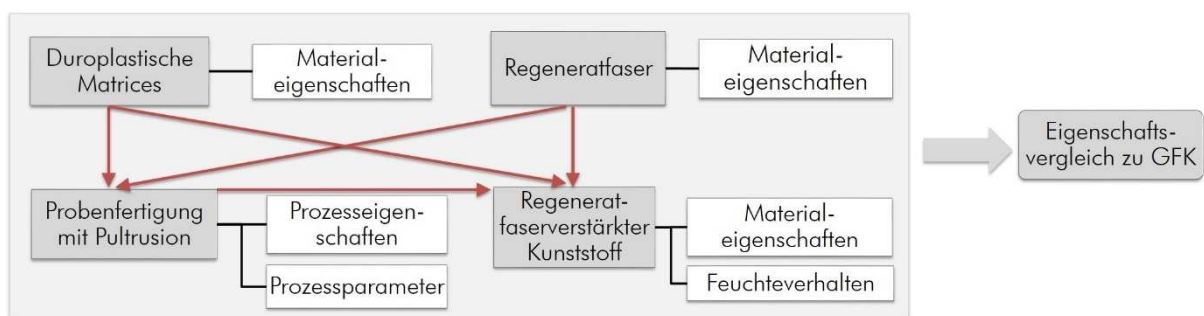 Duroplastische
Matrices
Material-
eigenschaften
Regeneratfaser
Material-
eigenschaften
Probenfertigung
mit Pultrusion
Prozesseigen-
schaften
Prozessparameter
Regenerat-
faserverstärkter
Kunststoff
Material-
eigenschaften
Feuchteverhalten
Eigenschafts-
vergleich zu GFK